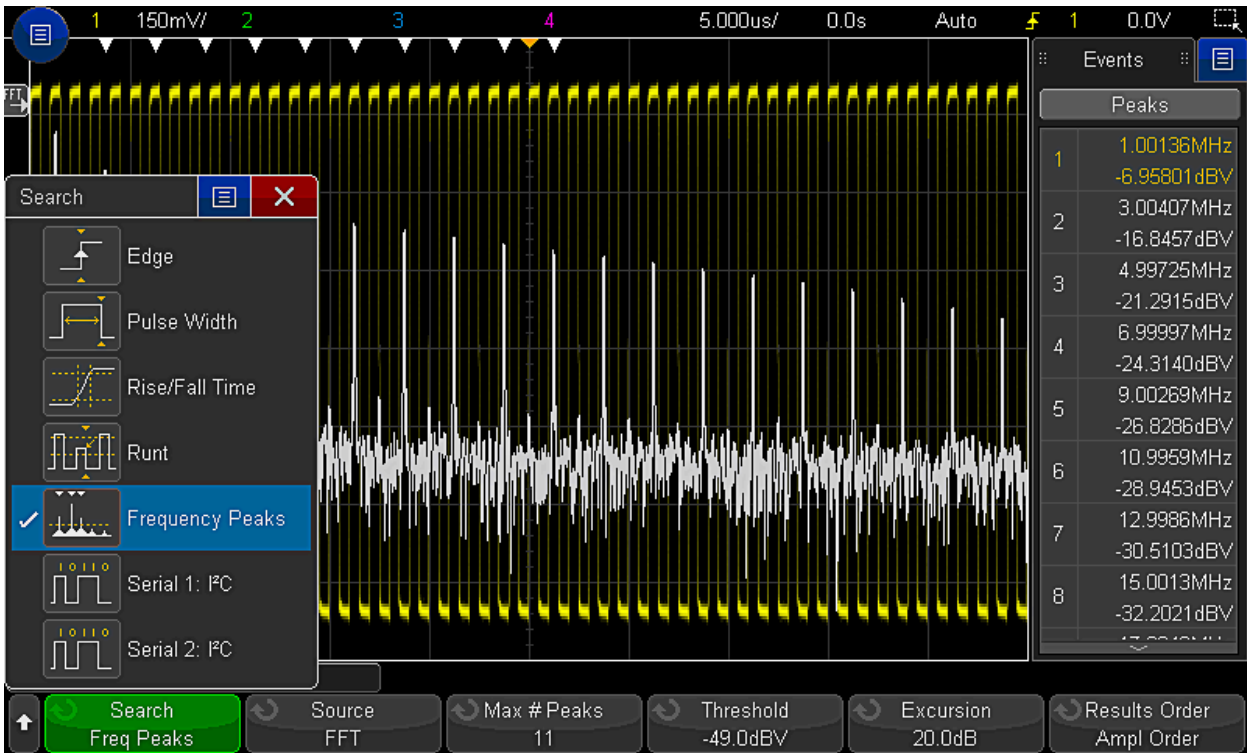 1 150mV/ 2 3 4 5.000us/ 0.0s Auto 1 0.0V
FFT
Events
Peaks
1 1.00136MHz
-6.95801dBV
2 3.00407MHz
-16.8457dBV
3 4.99725MHz
-21.2915dBV
4 6.99997MHz
-24.3140dBV
5 9.00269MHz
-26.8286dBV
6 10.9959MHz
-28.9453dBV
7 12.9986MHz
-30.5103dBV
8 15.0013MHz
-32.2021dBV
Search
Edge
Pulse Width
Rise/Fall Time
Runt
Frequency Peaks
10110
Serial 1: I²C
10110
Serial 2: I²C
Search
Freq Peaks
Source
FFT
Max # Peaks
11
Threshold
-49.0dBV
Excursion
20.0dB
Results Order
Ampl Order